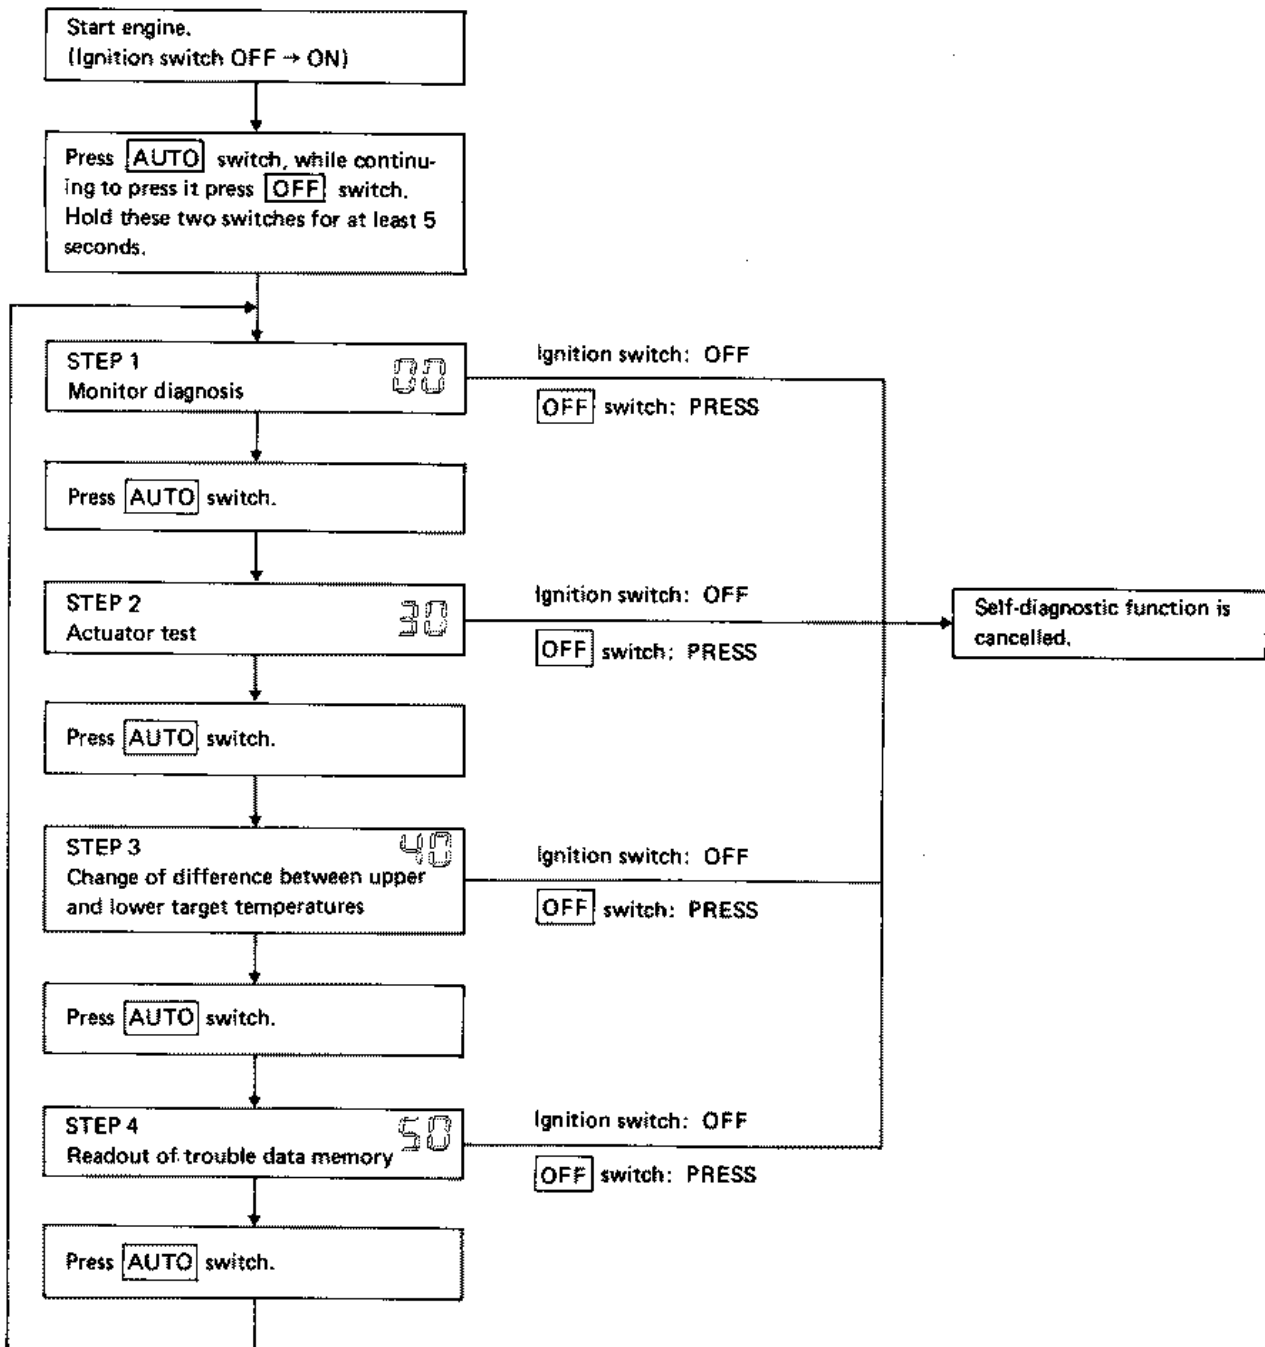 Start engine.
(Ignition switch OFF → ON)
Press AUTO switch, while continu-
ing to press it press OFF switch.
Hold these two switches for at least 5
seconds.
STEP 1
00
Monitor diagnosis
Ignition switch: OFF
OFF switch: PRESS
Press AUTO switch.
STEP 2
30
Actuator test
Ignition switch: OFF
OFF switch: PRESS
Self-diagnostic function is
cancelled.
Press AUTO switch.
STEP 3
40
Change of difference between upper
and lower target temperatures
Ignition switch: OFF
OFF switch: PRESS
Press AUTO switch.
STEP 4
50
Readout of trouble data memory
Ignition switch: OFF
OFF switch: PRESS
Press AUTO switch.